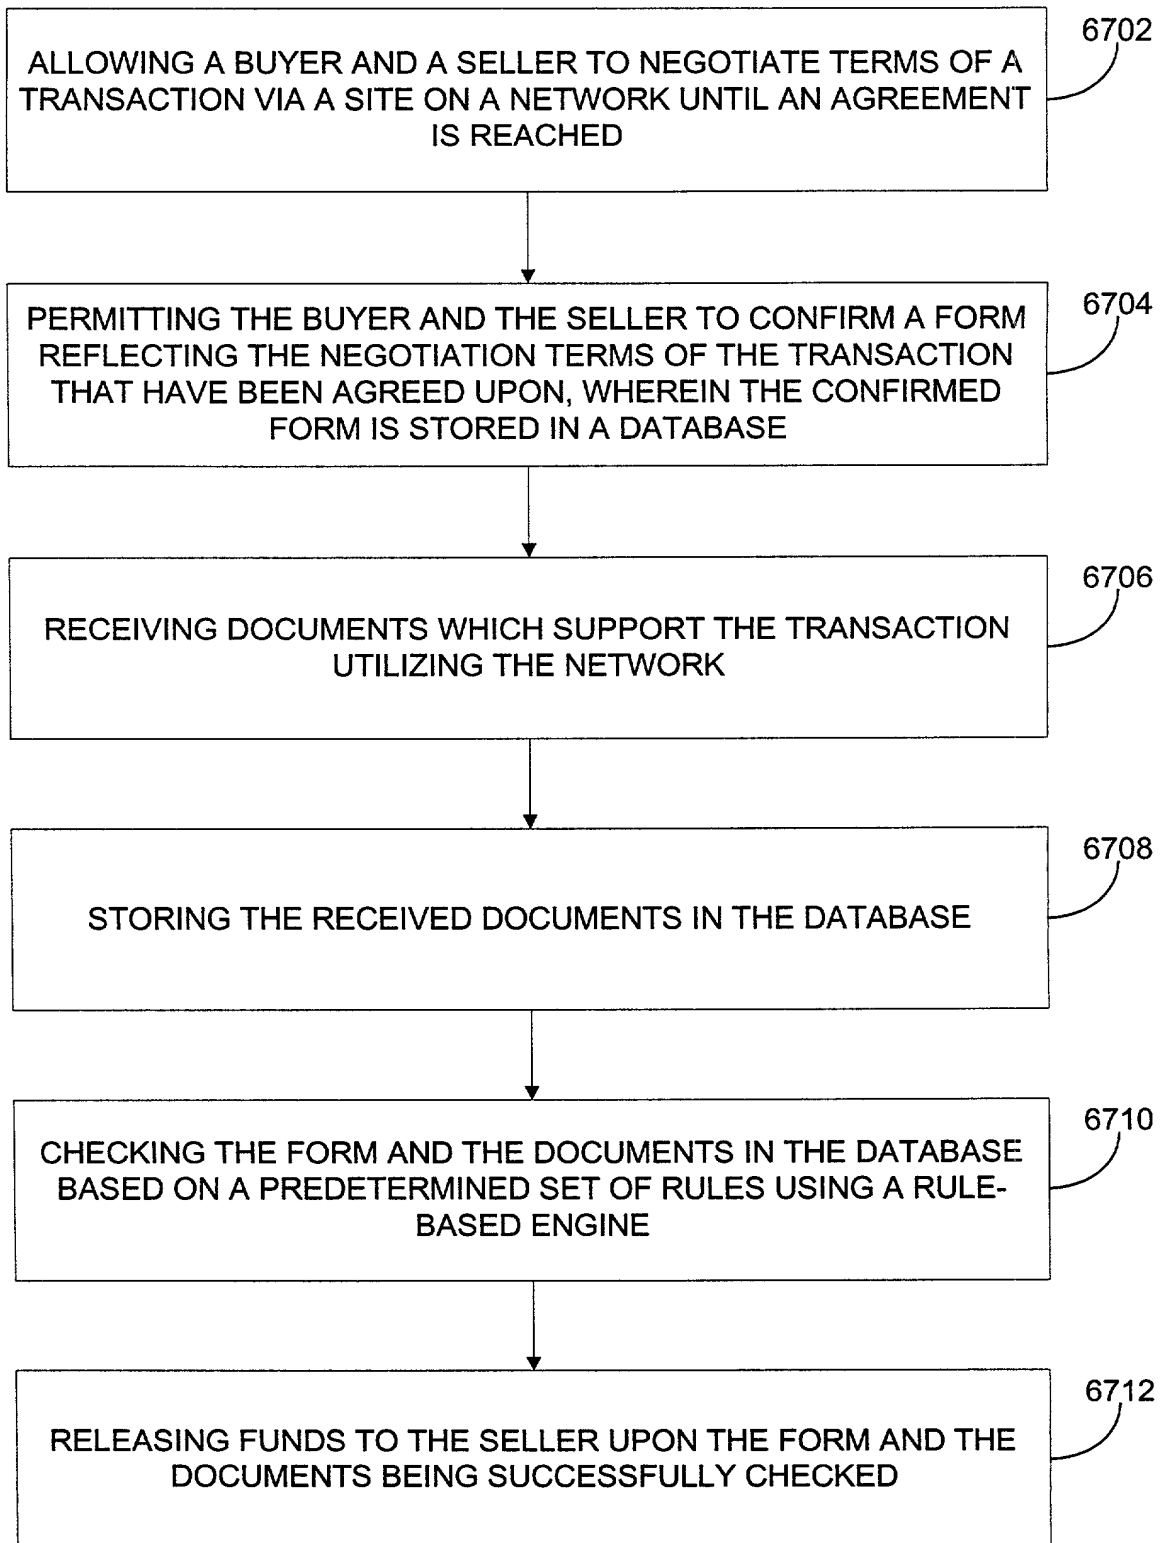 6702
ALLOWING A BUYER AND A SELLER TO NEGOTIATE TERMS OF A
TRANSACTION VIA A SITE ON A NETWORK UNTIL AN AGREEMENT
IS REACHED
6704
PERMITTING THE BUYER AND THE SELLER TO CONFIRM A FORM
REFLECTING THE NEGOTIATION TERMS OF THE TRANSACTION
THAT HAVE BEEN AGREED UPON, WHEREIN THE CONFIRMED
FORM IS STORED IN A DATABASE
6706
RECEIVING DOCUMENTS WHICH SUPPORT THE TRANSACTION
UTILIZING THE NETWORK
6708
STORING THE RECEIVED DOCUMENTS IN THE DATABASE
6710
CHECKING THE FORM AND THE DOCUMENTS IN THE DATABASE
BASED ON A PREDETERMINED SET OF RULES USING A RULE-
BASED ENGINE
6712
RELEASING FUNDS TO THE SELLER UPON THE FORM AND THE
DOCUMENTS BEING SUCCESSFULLY CHECKED